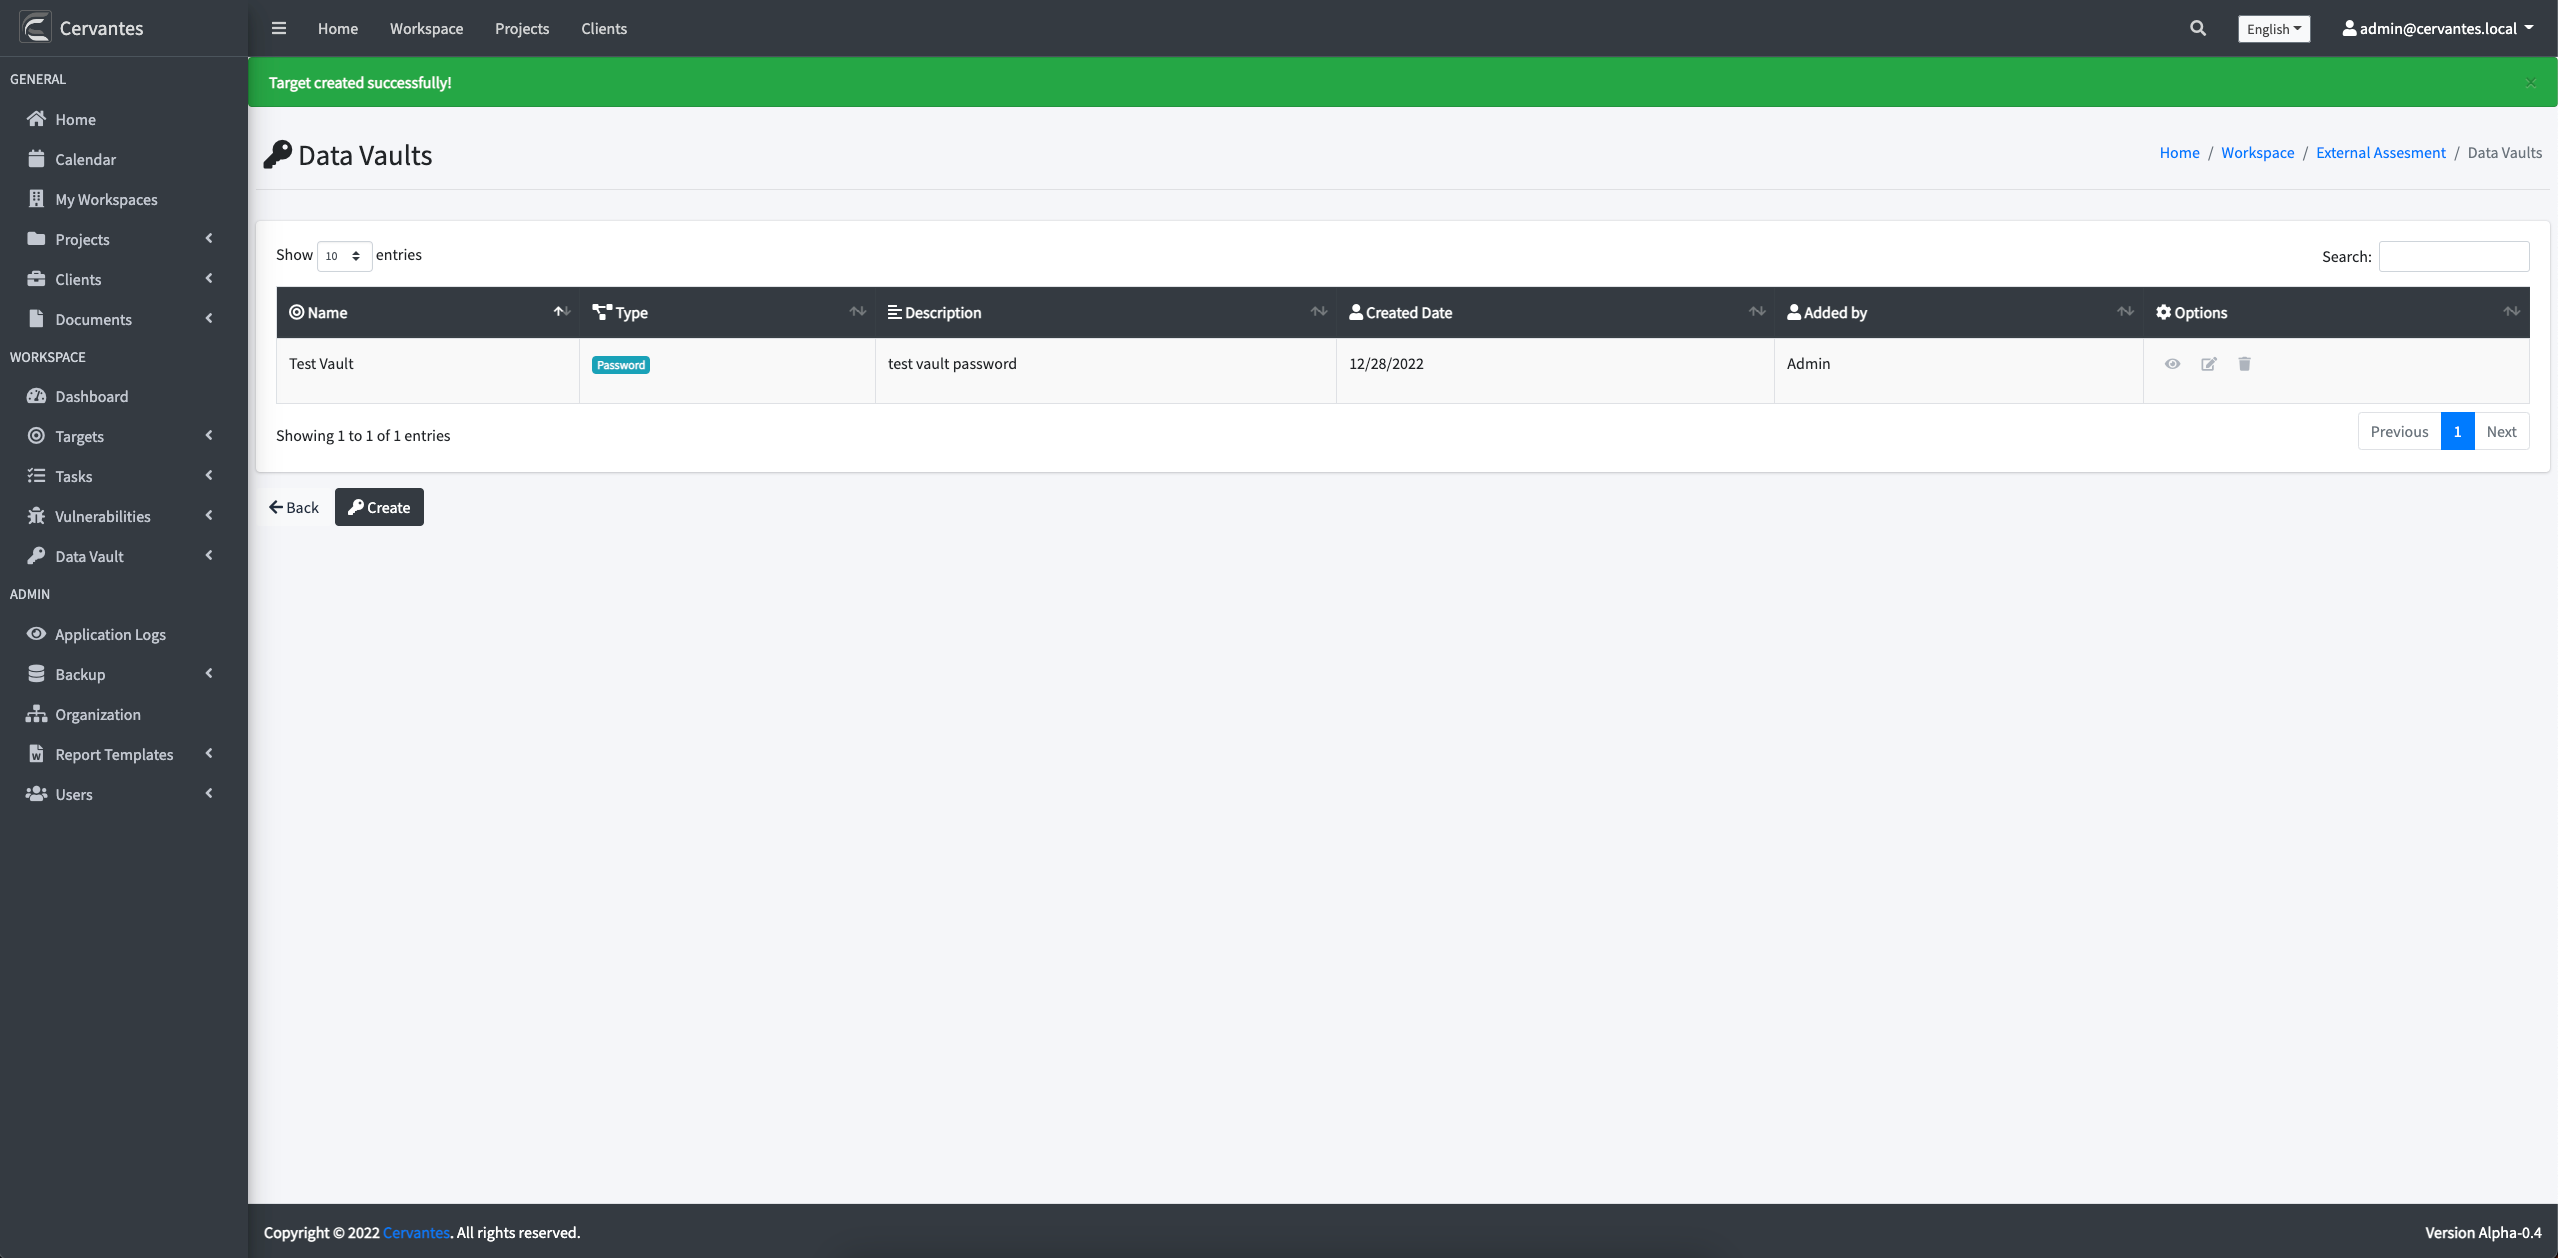 Cervantes
Home
Workspace
Projects
Clients
English
admin@cervantes.local
GENERAL
Home
Calendar
My Workspaces
Projects
Clients
Documents
WORKSPACE
Dashboard
Targets
Tasks
Vulnerabilities
Data Vault
ADMIN
Application Logs
Backup
Organization
Report Templates
Users
Target created successfully!
×
Data Vaults
Home / Workspace / External Assesment / Data Vaults
Show 10 entries
Search:
Name Type Description Created Date Added by Options
Test Vault Password test vault password 12/28/2022 Admin
Showing 1 to 1 of 1 entries
Previous 1 Next
Back Create
Copyright © 2022 Cervantes. All rights reserved.
Version Alpha-0.4